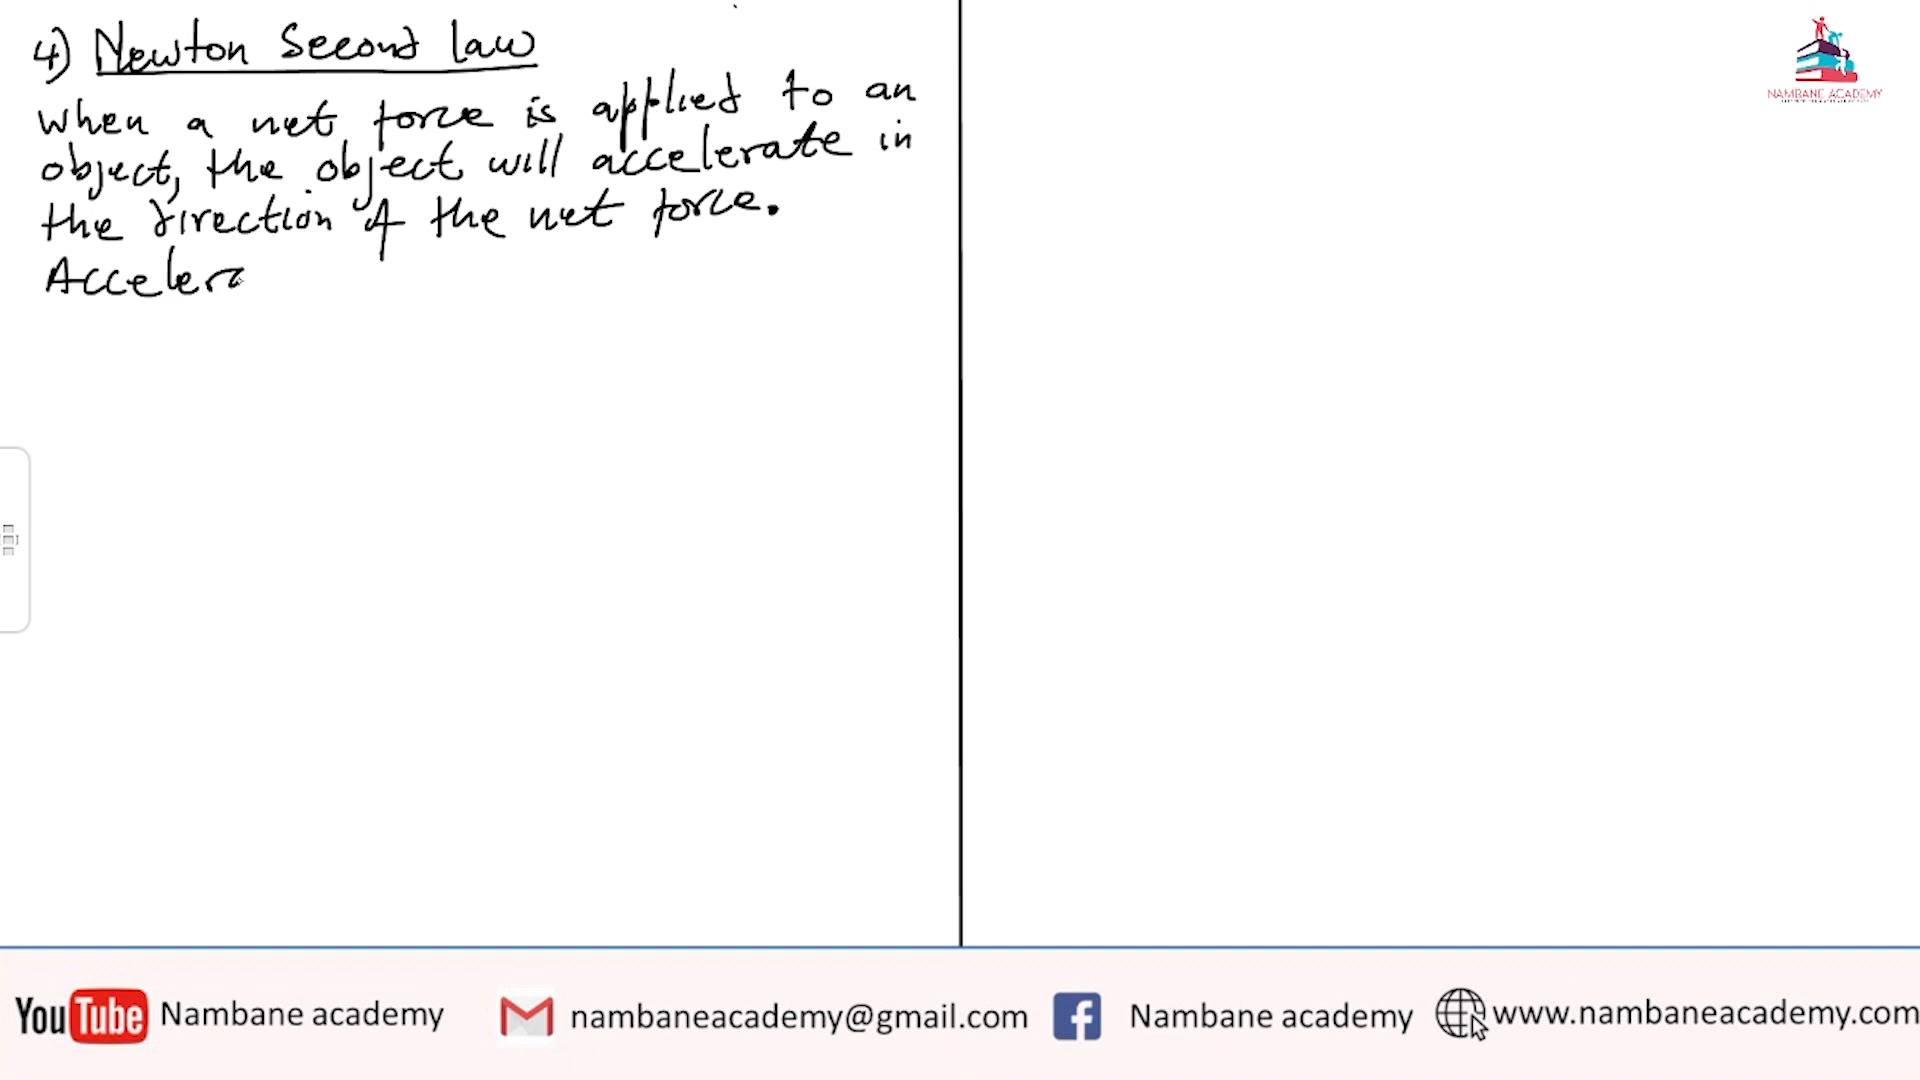 4) Newton Second law
when a net force is applied to an
object, the object will accelerate in
the direction of the net force.
Accelera
NAMBANE ACADEMY
YouTube Nambane academy
nambaneacademy@gmail.com
Nambane academy
www.nambaneacademy.com